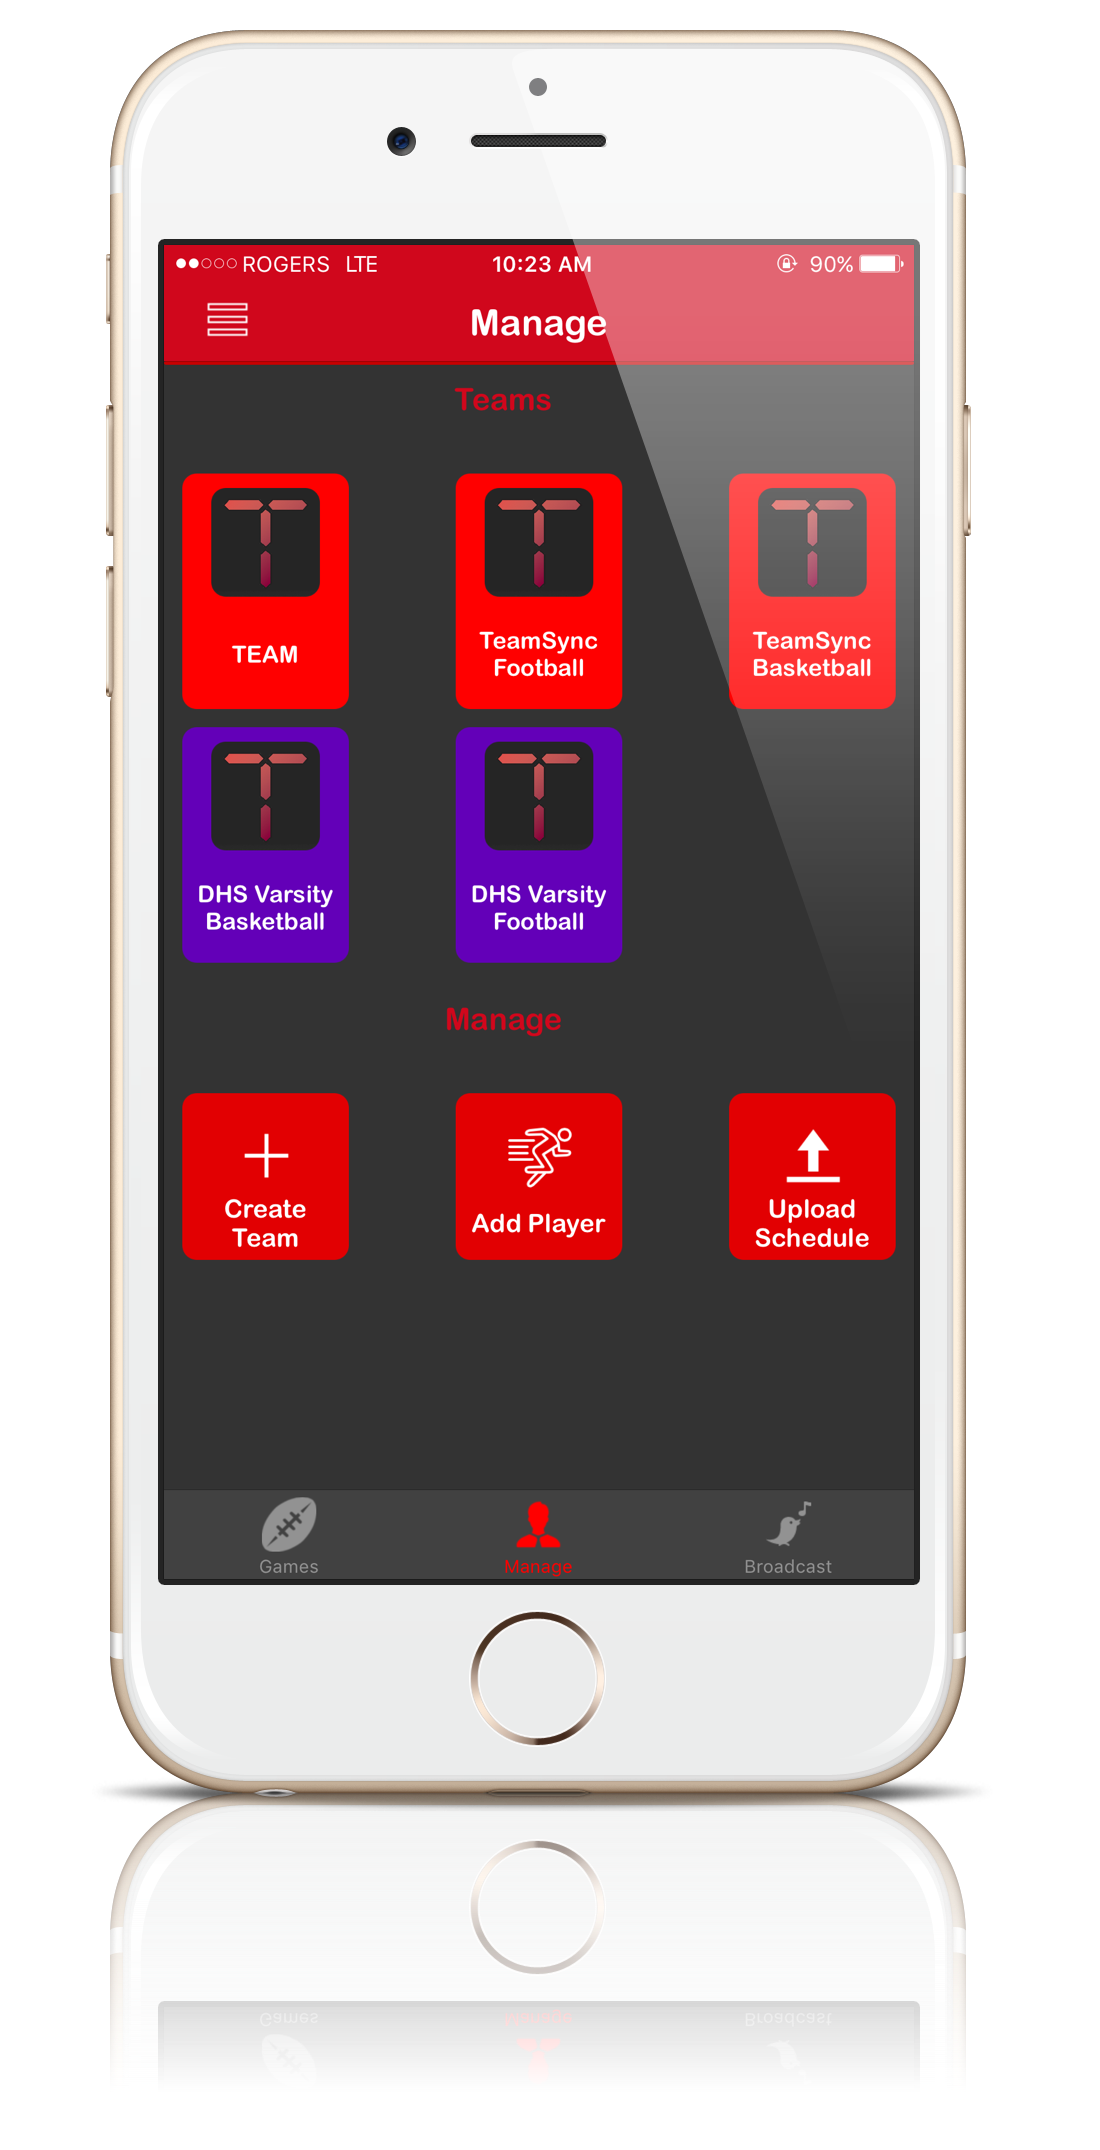 ROGERS LTE 10:23 AM 90%
Manage
Teams
TEAM
TeamSync
Football
TeamSync
Basketball
DHS Varsity
Basketball
DHS Varsity
Football
Manage
Create
Team
Add Player
Upload
Schedule
Games Manage Broadcast